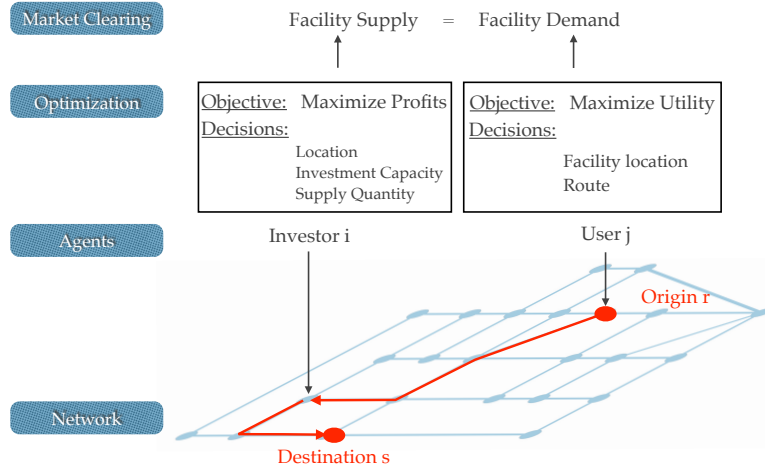 Market Clearing
Facility Supply = Facility Demand
Optimization
Objective: Maximize Profits
Decisions:
Location
Investment Capacity
Supply Quantity
Objective: Maximize Utility
Decisions:
Facility location
Route
Agents
Investor i
User j
Origin r
Network
Destination s